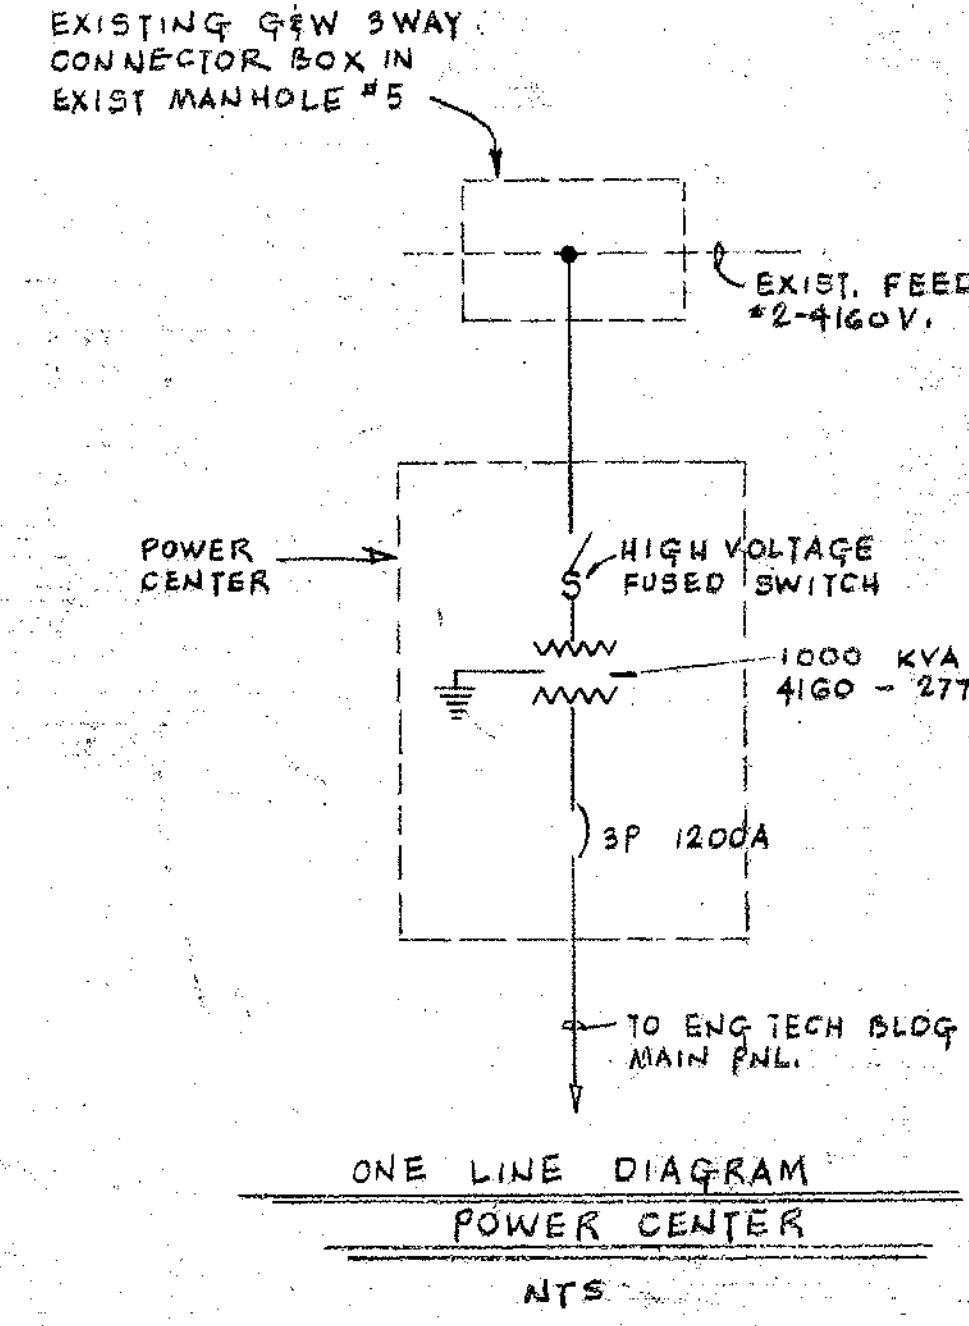 EXISTING G&W 3WAY
CONNECTOR BOX IN
EXIST MANHOLE #5
EXIST. FEED
#2-4160V.
POWER
CENTER
HIGH VOLTAGE
FUSED SWITCH
1000 KVA
4160 - 277
3P 1200A
TO ENG TECH BLDG
MAIN PNL.
ONE LINE DIAGRAM
POWER CENTER
NTS